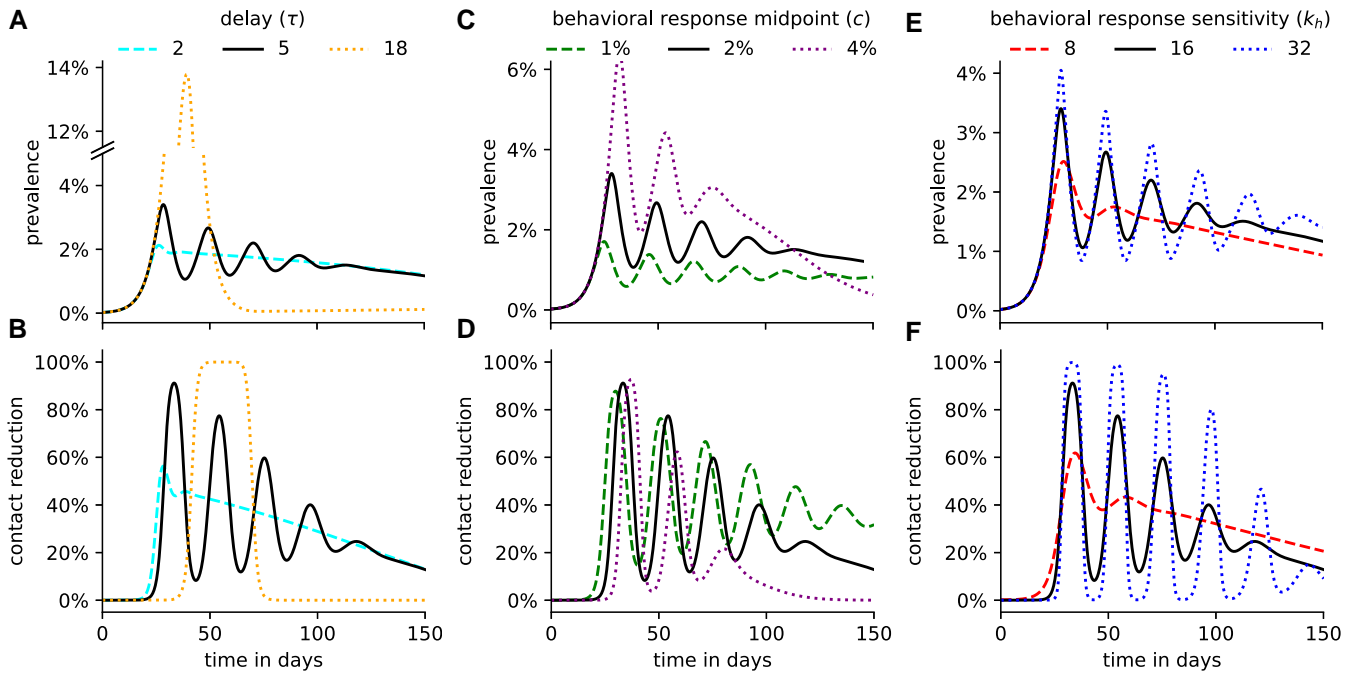 A
delay (τ)
2
5
18
14%
12%
4%
2%
0%
prevalence
B
100%
80%
60%
40%
20%
0%
contact reduction
0
50
100
150
time in days
C
behavioral response midpoint (c)
1%
2%
4%
6%
4%
2%
0%
prevalence
D
100%
80%
60%
40%
20%
0%
contact reduction
0
50
100
150
time in days
E
behavioral response sensitivity (kₕ)
8
16
32
4%
3%
2%
1%
0%
prevalence
F
100%
80%
60%
40%
20%
0%
contact reduction
0
50
100
150
time in days